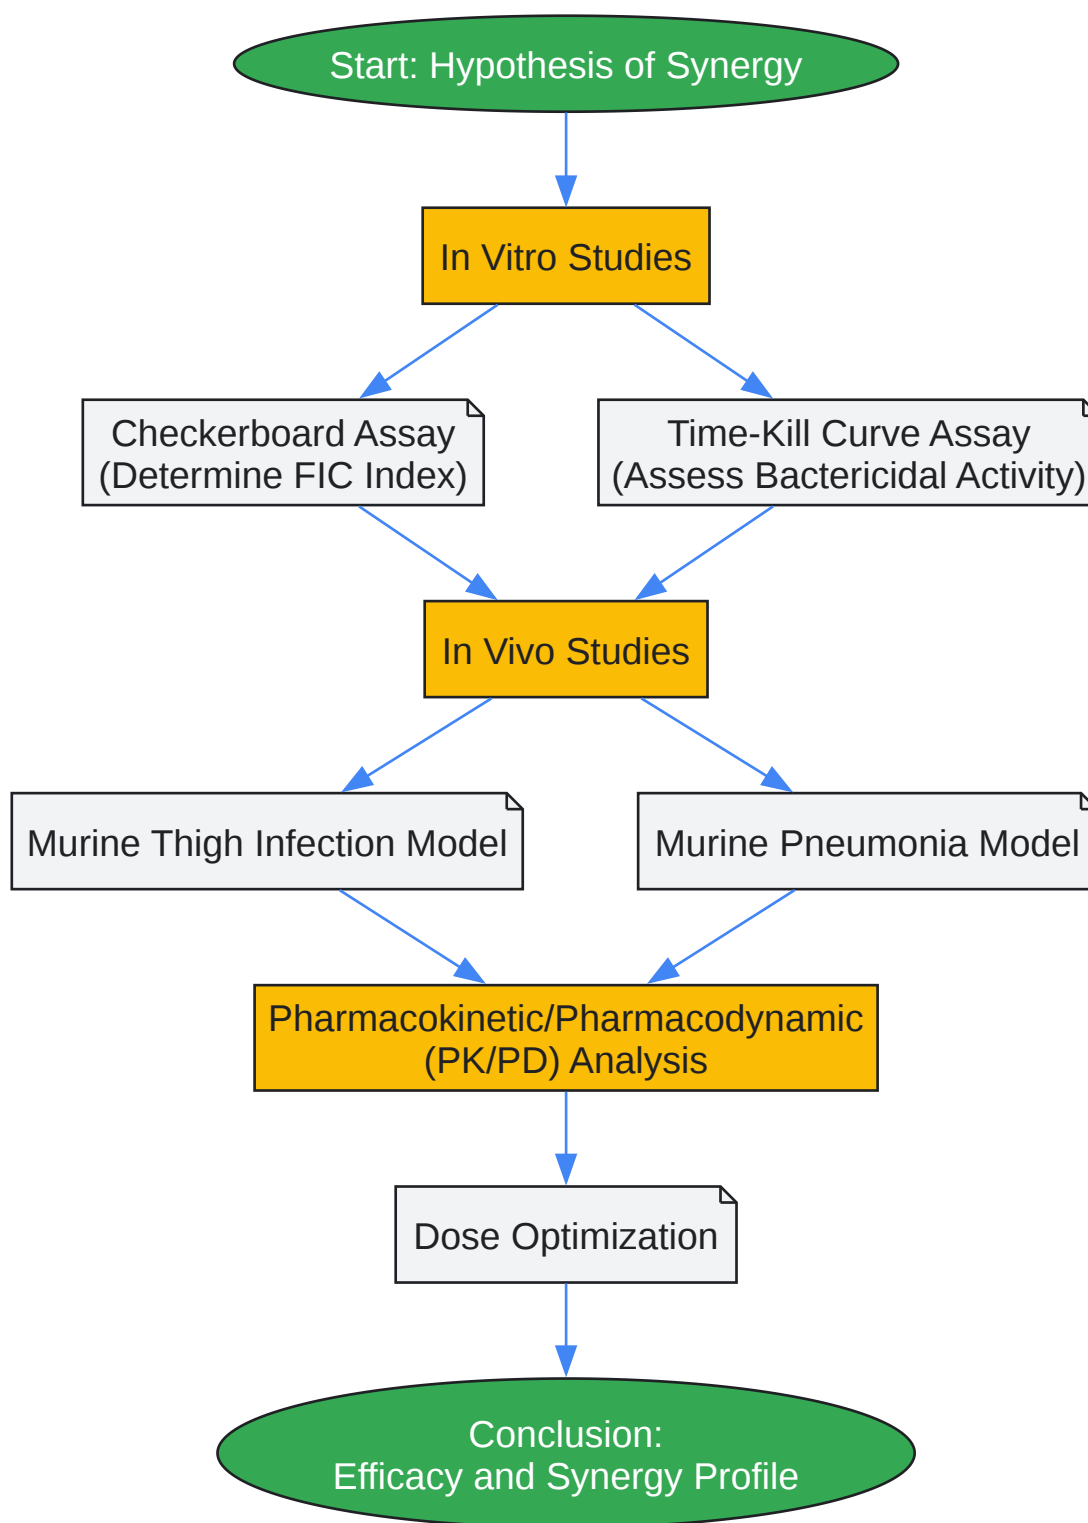 Start: Hypothesis of Synergy
In Vitro Studies
Checkerboard Assay
(Determine FIC Index)
Time-Kill Curve Assay
(Assess Bactericidal Activity)
In Vivo Studies
Murine Thigh Infection Model
Murine Pneumonia Model
Pharmacokinetic/Pharmacodynamic
(PK/PD) Analysis
Dose Optimization
Conclusion:
Efficacy and Synergy Profile